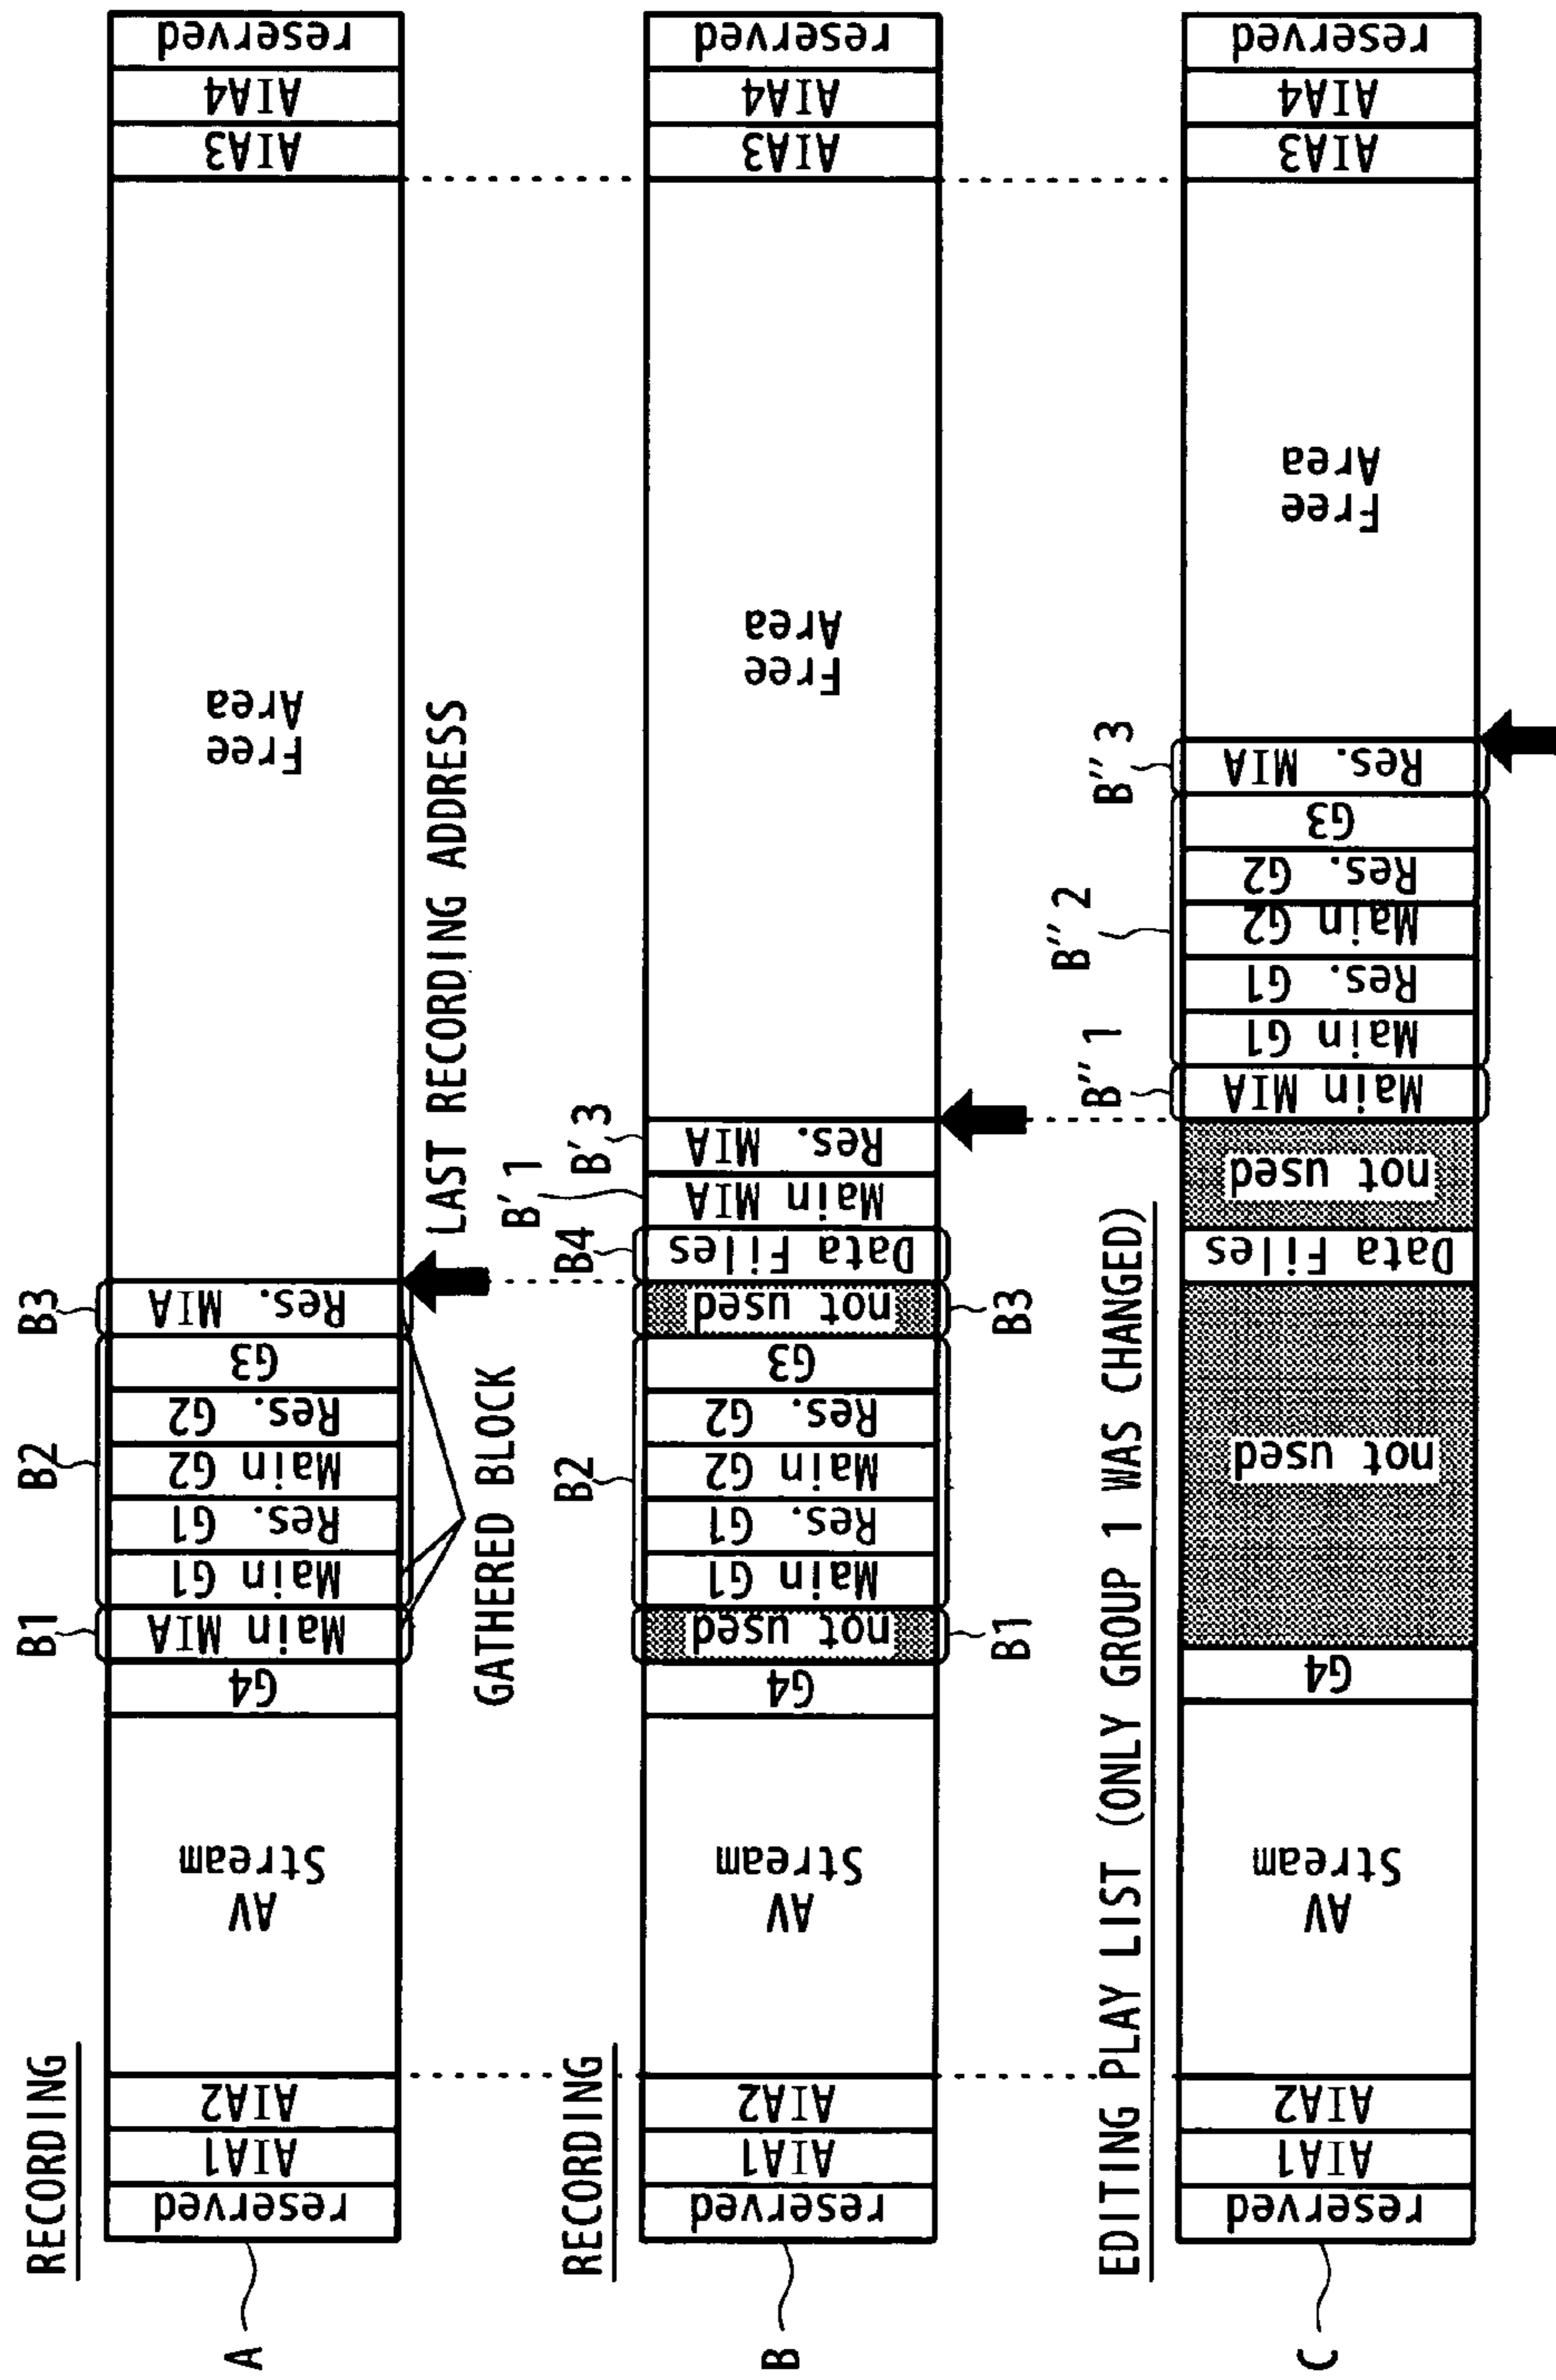 RECORDING
A
reserved
AIA1
AIA2
AV
Stream
G4
Main MIA
Main G1
Res. G1
Main G2
Res. G2
G3
Res. MIA
Free
Area
AIA3
AIA4
reserved
B1
B2
B3
GATHERED BLOCK
LAST RECORDING ADDRESS
RECORDING
B
reserved
AIA1
AIA2
AV
Stream
G4
not used
Main G1
Res. G1
Main G2
Res. G2
G3
not used
Data Files
Main MIA
Res. MIA
Free
Area
AIA3
AIA4
reserved
B2
B4
B'1
B'3
B1
B3
EDITING PLAY LIST (ONLY GROUP 1 WAS CHANGED)
C
reserved
AIA1
AIA2
AV
Stream
G4
not used
Data Files
not used
Main MIA
Main G1
Res. G1
Main G2
Res. G2
G3
Res. MIA
Free
Area
AIA3
AIA4
reserved
B''1
B''2
B''3